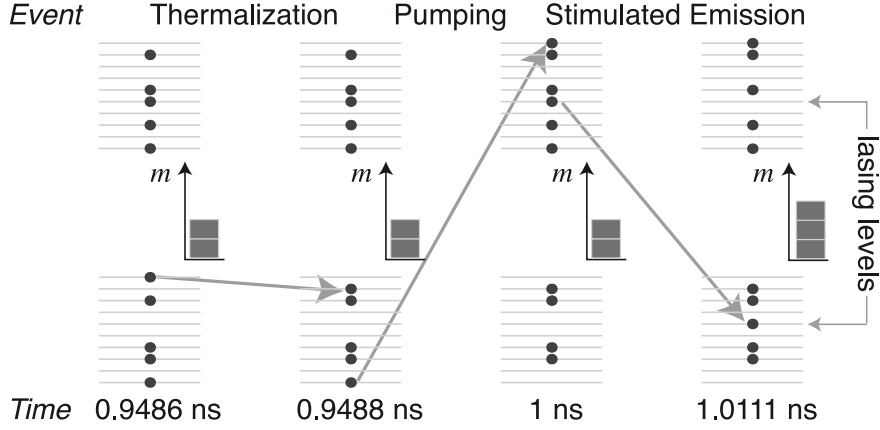 Event Thermalization Pumping Stimulated Emission
m m m m
lasing levels
Time 0.9486 ns 0.9488 ns 1 ns 1.0111 ns